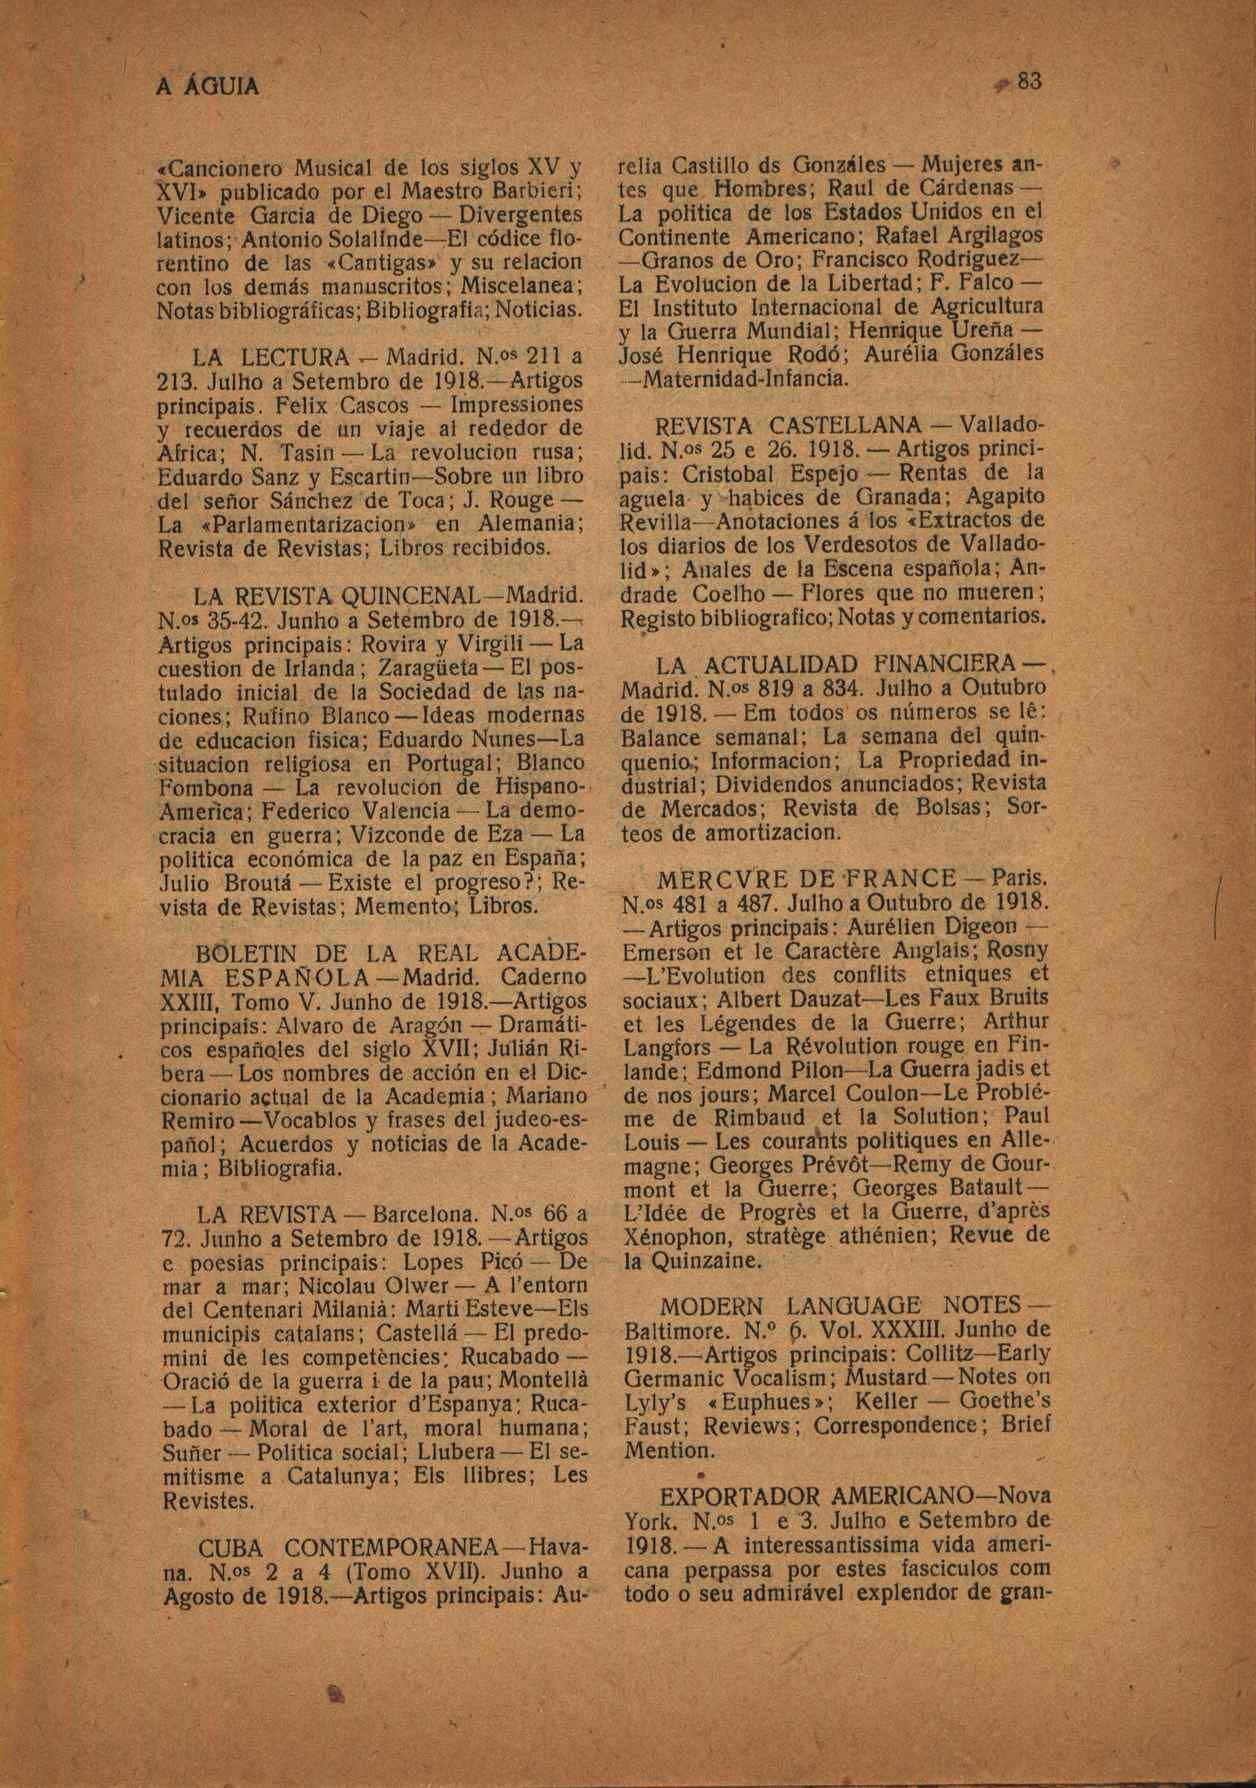 A ÁGUIA
83
«Cancionero Musical de los siglos XV y
XVI» publicado por el Maestro Barbieri;
Vicente Garcia de Diego — Divergentes
latinos; Antonio Solalinde—El códice flo-
rentino de las «Cantigas» y su relacion
con los demás manuscritos; Miscelanea;
Notas bibliográficas; Bibliografia; Noticias.
LA LECTURA — Madrid. N.os 211 a
213. Julho a Setembro de 1918.—Artigos
principais. Felix Cascos — Impressiones
y recuerdos de un viaje al rededor de
Africa; N. Tasin — La revolucion rusa;
Eduardo Sanz y Escartin—Sobre un libro
del señor Sánchez de Toca; J. Rouge —
La «Parlamentarizacion» en Alemania;
Revista de Revistas; Libros recibidos.
LA REVISTA QUINCENAL—Madrid.
N.os 35-42. Junho a Setembro de 1918.—
Artigos principais: Rovira y Virgili — La
cuestion de Irlanda; Zaragüeta — El pos-
tulado inicial de la Sociedad de las na-
ciones; Rufino Blanco — Ideas modernas
de educacion fisica; Eduardo Nunes—La
situacion religiosa en Portugal; Blanco
Fombona — La revolucion de Hispano-
America; Federico Valencia — La demo-
cracia en guerra; Vizconde de Eza — La
politica económica de la paz en España;
Julio Broutá — Existe el progreso?; Re-
vista de Revistas; Memento; Libros.
BOLETIN DE LA REAL ACADE-
MIA ESPAÑOLA — Madrid. Caderno
XXIII, Tomo V. Junho de 1918.—Artigos
principais: Alvaro de Aragón — Dramáti-
cos españoles del siglo XVII; Julián Ri-
bera — Los nombres de acción en el Dic-
cionario actual de la Academia; Mariano
Remiro — Vocablos y frases del judeo-es-
pañol; Acuerdos y noticias de la Acade-
mia; Bibliografia.
LA REVISTA — Barcelona. N.os 66 a
72. Junho a Setembro de 1918. — Artigos
e poesias principais: Lopes Picó — De
mar a mar; Nicolau Olwer — A l'entorn
del Centenari Milanià: Marti Esteve—Els
municipis catalans; Castellá — El predo-
mini de les competències; Rucabado —
Oració de la guerra i de la pau; Montellà
— La politica exterior d'Espanya; Ruca-
bado — Moral de l'art, moral humana;
Suñer — Politica social; Llubera — El se-
mitisme a Catalunya; Els llibres; Les
Revistes.
CUBA CONTEMPORANEA — Hava-
na. N.os 2 a 4 (Tomo XVII). Junho a
Agosto de 1918.—Artigos principais: Au-
relia Castillo ds Gonzáles — Mujeres an-
tes que Hombres; Raul de Cárdenas —
La politica de los Estados Unidos en el
Continente Americano; Rafael Argilagos
—Granos de Oro; Francisco Rodriguez—
La Evolucion de la Libertad; F. Falco —
El Instituto Internacional de Agricultura
y la Guerra Mundial; Henrique Ureña —
José Henrique Rodó; Aurélia Gonzáles
—Maternidad-Infancia.
REVISTA CASTELLANA — Vallado-
lid. N.os 25 e 26. 1918. — Artigos princi-
pais: Cristobal Espejo — Rentas de la
aguela y habices de Granada; Agapito
Revilla—Anotaciones á los «Extractos de
los diarios de los Verdesotos de Vallado-
lid»; Anales de la Escena española; An-
drade Coelho — Flores que no mueren;
Registo bibliografico; Notas y comentarios.
LA ACTUALIDAD FINANCIERA —
Madrid. N.os 819 a 834. Julho a Outubro
de 1918. — Em todos os números se lê:
Balance semanal; La semana del quin-
quenio; Informacion; La Propriedad in-
dustrial; Dividendos anunciados; Revista
de Mercados; Revista de Bolsas; Sor-
teos de amortizacion.
MERCVRE DE FRANCE — Paris.
N.os 481 a 487. Julho a Outubro de 1918.
— Artigos principais: Aurélien Digeon —
Emerson et le Caractère Anglais; Rosny
—L'Evolution des conflits etniques et
sociaux; Albert Dauzat—Les Faux Bruits
et les Légendes de la Guerre; Arthur
Langfors — La Révolution rouge en Fin-
lande; Edmond Pilon—La Guerra jadis et
de nos jours; Marcel Coulon—Le Problé-
me de Rimbaud et la Solution; Paul
Louis — Les courants politiques en Alle-
magne; Georges Prévôt—Remy de Gour-
mont et la Guerre; Georges Batault —
L'Idée de Progrès et la Guerre, d'après
Xénophon, stratège athénien; Revue de
la Quinzaine.
MODERN LANGUAGE NOTES —
Baltimore. N.º 6. Vol. XXXIII. Junho de
1918.—Artigos principais: Collitz—Early
Germanic Vocalism; Mustard — Notes on
Lyly's «Euphues»; Keller — Goethe's
Faust; Reviews; Correspondence; Brief
Mention.
EXPORTADOR AMERICANO—Nova
York. N.os 1 e 3. Julho e Setembro de
1918. — A interessantissima vida ameri-
cana perpassa por estes fasciculos com
todo o seu admirável explendor de gran-